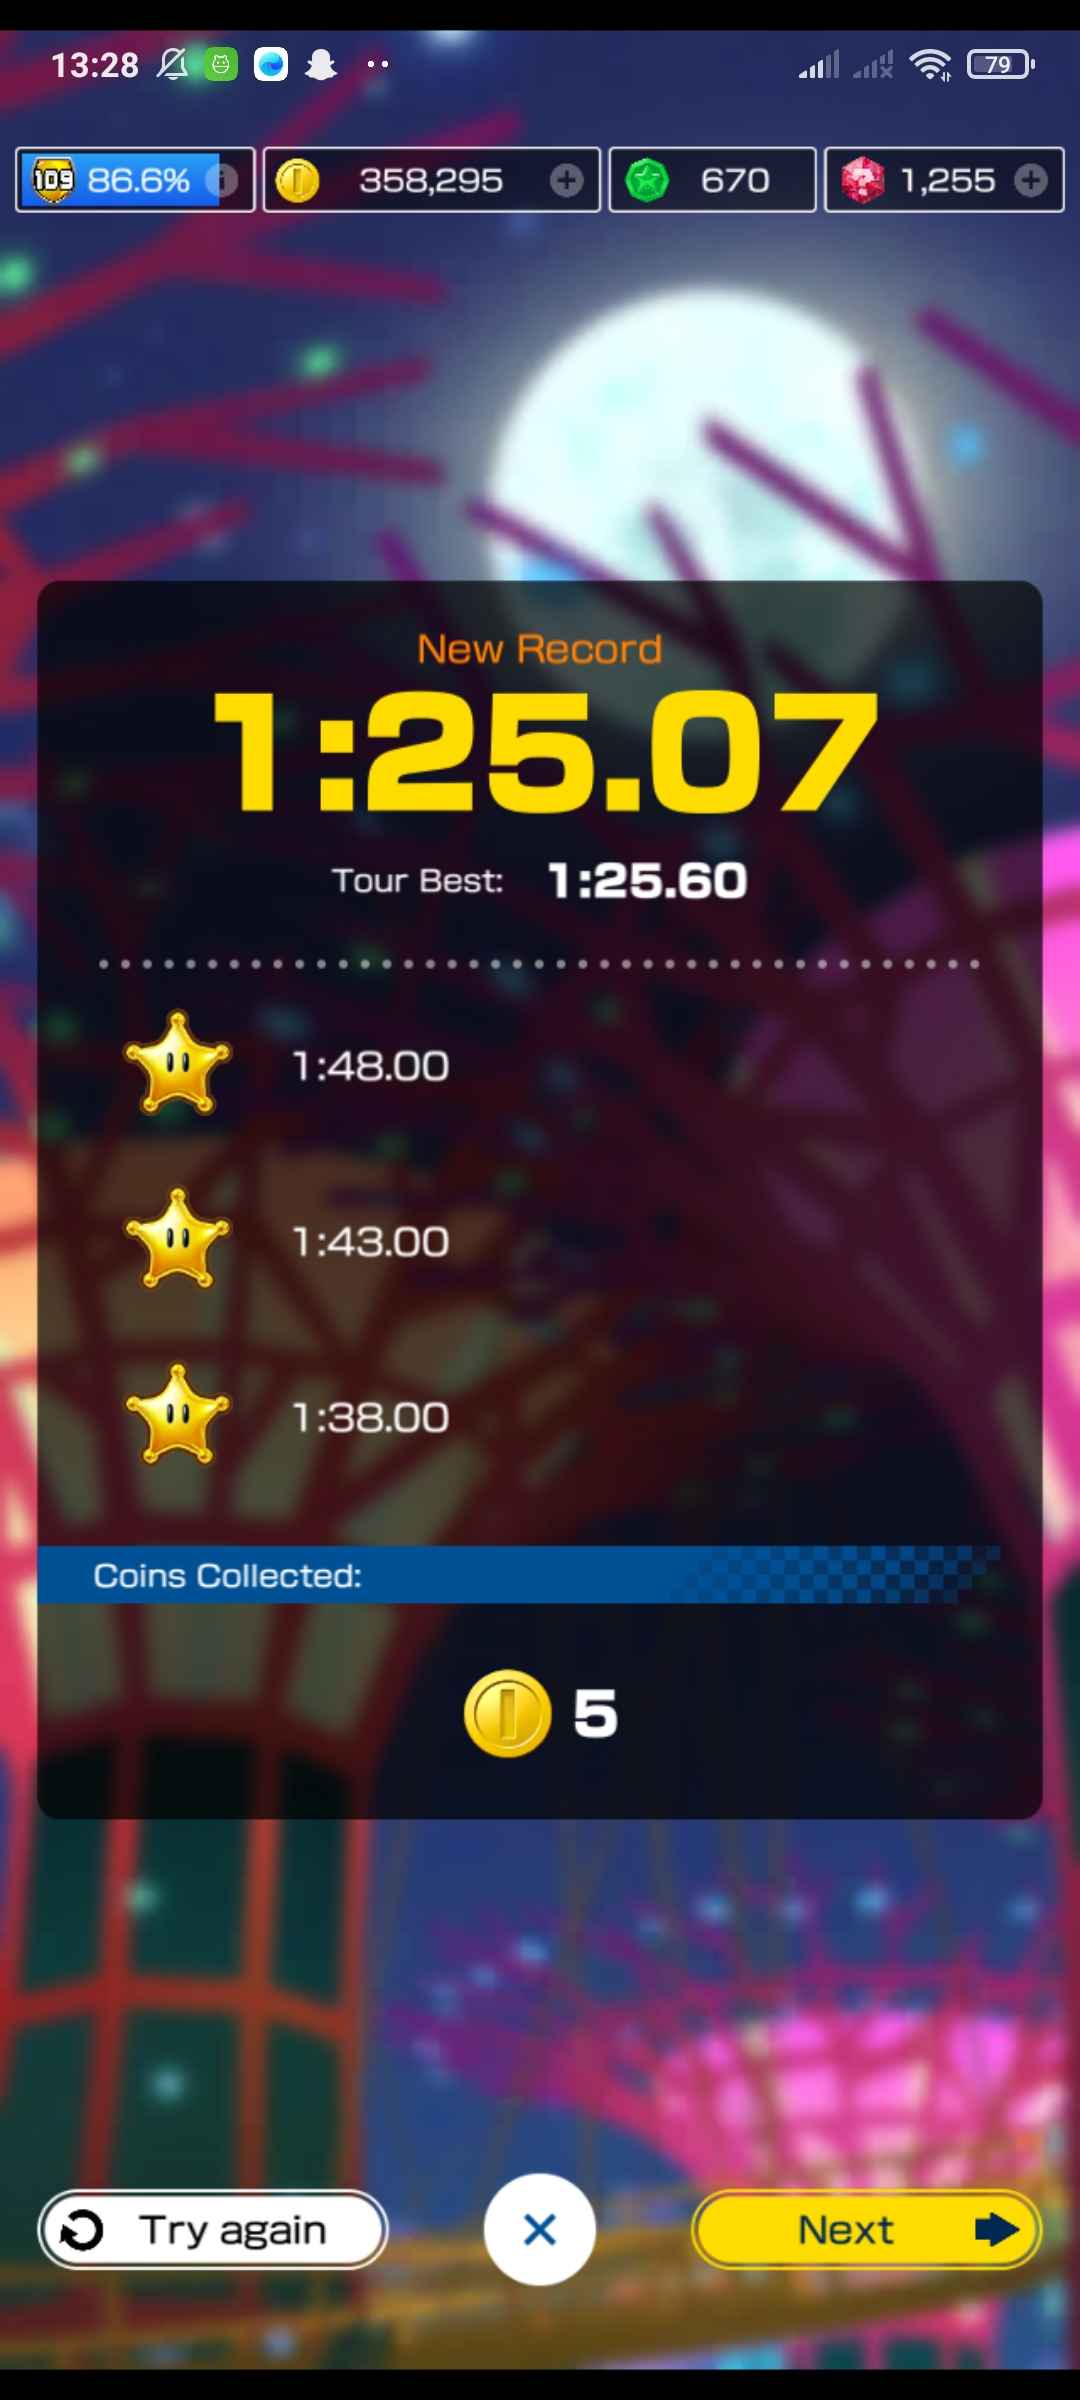 13:28 79
109 86.6% i 358,295 670 1,255
New Record
1:25.07
Tour Best: 1:25.60
1:48.00
1:43.00
1:38.00
Coins Collected:
5
Try again
Next